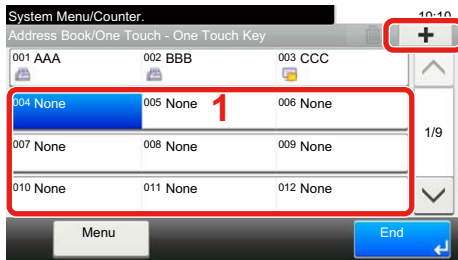 System Menu/Counter.
10:10
Address Book/One Touch - One Touch Key
+
001 AAA
002 BBB
003 CCC
004 None
005 None
1
006 None
1/9
007 None
008 None
009 None
010 None
011 None
012 None
Menu
End